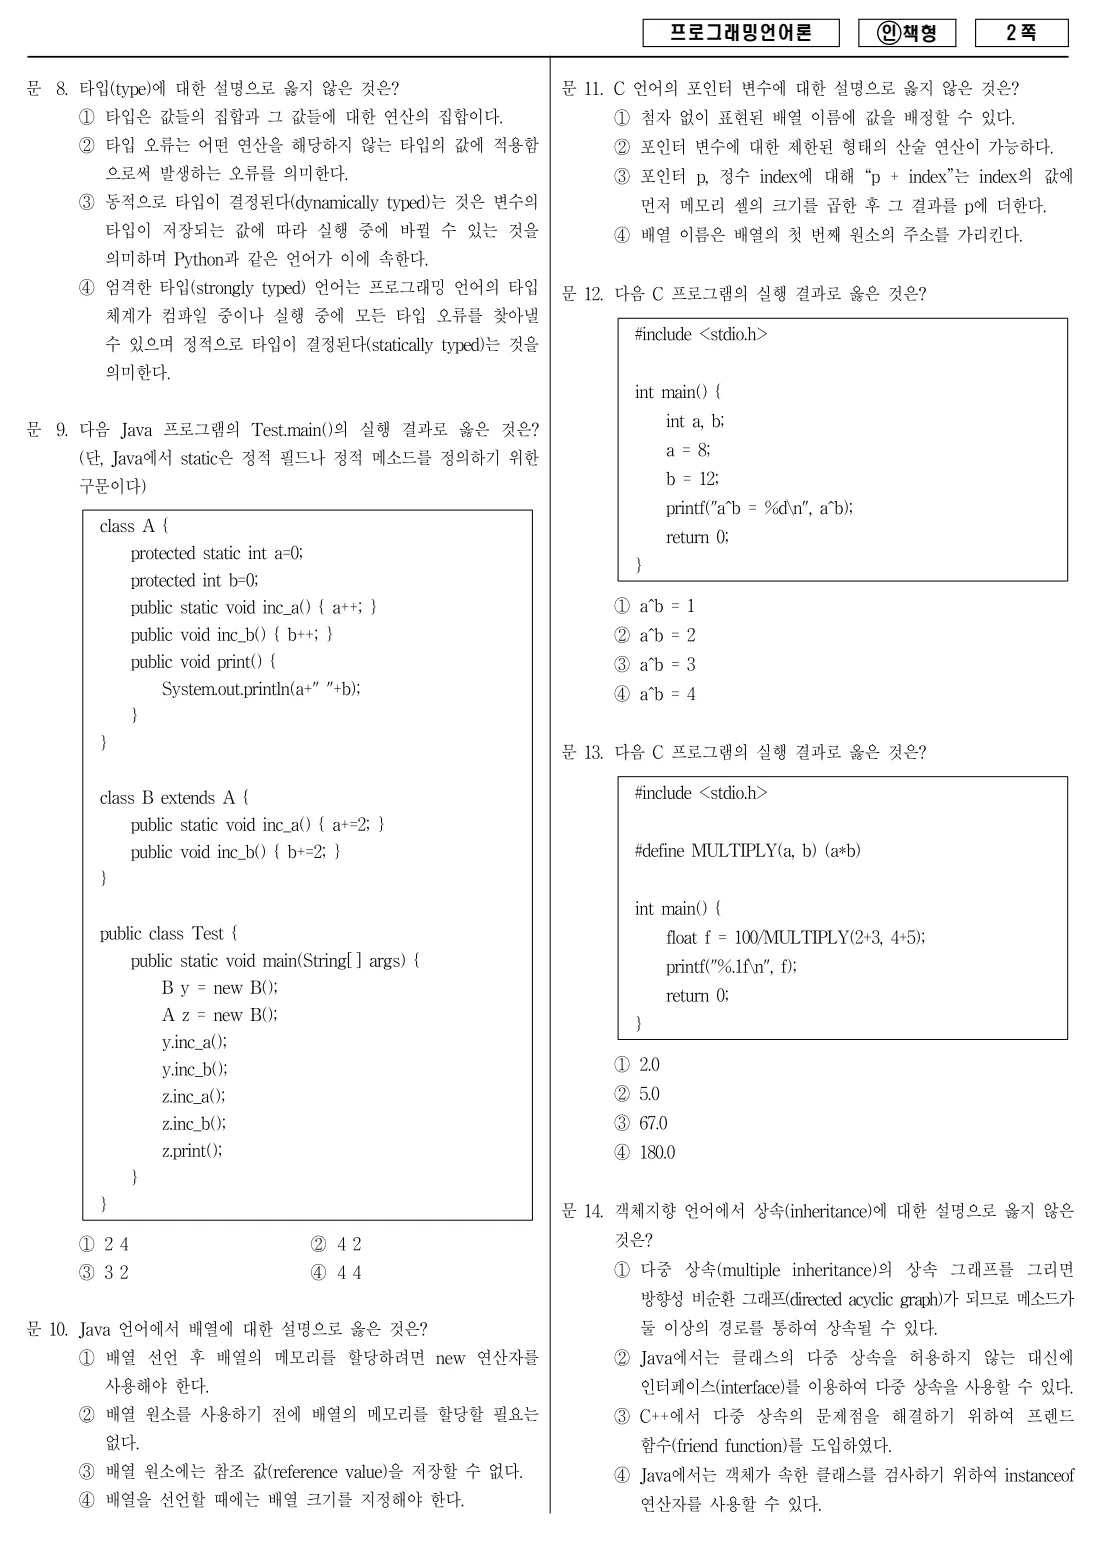 프로그래밍언어론
인책형
2쪽
문 8. 타입(type)에 대한 설명으로 옳지 않은 것은?
① 타입은 값들의 집합과 그 값들에 대한 연산의 집합이다.
② 타입 오류는 어떤 연산을 해당하지 않는 타입의 값에 적용함
으로써 발생하는 오류를 의미한다.
③ 동적으로 타입이 결정된다(dynamically typed)는 것은 변수의
타입이 저장되는 값에 따라 실행 중에 바뀔 수 있는 것을
의미하며 Python과 같은 언어가 이에 속한다.
④ 엄격한 타입(strongly typed) 언어는 프로그래밍 언어의 타입
체계가 컴파일 중이나 실행 중에 모든 타입 오류를 찾아낼
수 있으며 정적으로 타입이 결정된다(statically typed)는 것을
의미한다.
문 9. 다음 Java 프로그램의 Test.main()의 실행 결과로 옳은 것은?
(단, Java에서 static은 정적 필드나 정적 메소드를 정의하기 위한
구문이다)
class A {
protected static int a=0;
protected int b=0;
public static void inc_a() { a++; }
public void inc_b() { b++; }
public void print() {
System.out.println(a+" "+b);
}
}
class B extends A {
public static void inc_a() { a+=2; }
public void inc_b() { b+=2; }
}
public class Test {
public static void main(String[] args) {
B y = new B();
A z = new B();
y.inc_a();
y.inc_b();
z.inc_a();
z.inc_b();
z.print();
}
}
① 2 4 ② 4 2
③ 3 2 ④ 4 4
문 10. Java 언어에서 배열에 대한 설명으로 옳은 것은?
① 배열 선언 후 배열의 메모리를 할당하려면 new 연산자를
사용해야 한다.
② 배열 원소를 사용하기 전에 배열의 메모리를 할당할 필요는
없다.
③ 배열 원소에는 참조 값(reference value)을 저장할 수 없다.
④ 배열을 선언할 때에는 배열 크기를 지정해야 한다.
문 11. C 언어의 포인터 변수에 대한 설명으로 옳지 않은 것은?
① 첨자 없이 표현된 배열 이름에 값을 배정할 수 있다.
② 포인터 변수에 대한 제한된 형태의 산술 연산이 가능하다.
③ 포인터 p, 정수 index에 대해 “p + index”는 index의 값에
먼저 메모리 셀의 크기를 곱한 후 그 결과를 p에 더한다.
④ 배열 이름은 배열의 첫 번째 원소의 주소를 가리킨다.
문 12. 다음 C 프로그램의 실행 결과로 옳은 것은?
#include <stdio.h>
int main() {
int a, b;
a = 8;
b = 12;
printf("a^b = %d\n", a^b);
return 0;
}
① a^b = 1
② a^b = 2
③ a^b = 3
④ a^b = 4
문 13. 다음 C 프로그램의 실행 결과로 옳은 것은?
#include <stdio.h>
#define MULTIPLY(a, b) (a*b)
int main() {
float f = 100/MULTIPLY(2+3, 4+5);
printf("%.1f\n", f);
return 0;
}
① 2.0
② 5.0
③ 67.0
④ 180.0
문 14. 객체지향 언어에서 상속(inheritance)에 대한 설명으로 옳지 않은
것은?
① 다중 상속(multiple inheritance)의 상속 그래프를 그리면
방향성 비순환 그래프(directed acyclic graph)가 되므로 메소드가
둘 이상의 경로를 통하여 상속될 수 있다.
② Java에서는 클래스의 다중 상속을 허용하지 않는 대신에
인터페이스(interface)를 이용하여 다중 상속을 사용할 수 있다.
③ C++에서 다중 상속의 문제점을 해결하기 위하여 프렌드
함수(friend function)를 도입하였다.
④ Java에서는 객체가 속한 클래스를 검사하기 위하여 instanceof
연산자를 사용할 수 있다.